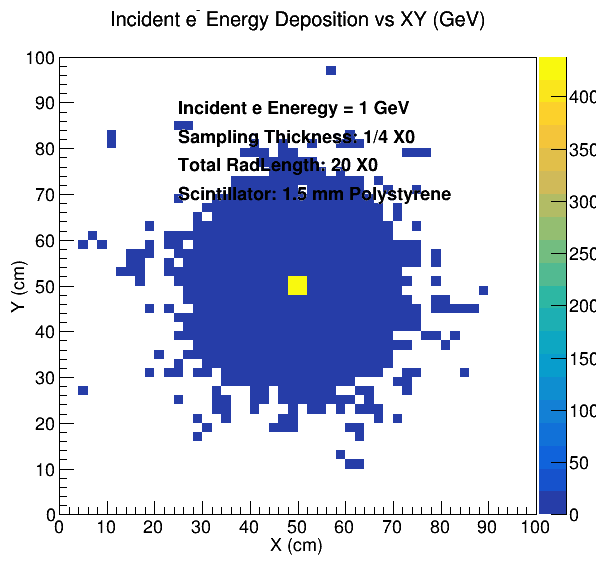 Incident e⁻ Energy Deposition vs XY (GeV)
100
90
80
70
60
50
40
30
20
10
0
Y (cm)
Incident e Eneregy = 1 GeV
Sampling Thickness: 1/4 X0
Total RadLength: 20 X0
Scintillator: 1.5 mm Polystyrene
400
350
300
250
200
150
100
50
0
0 10 20 30 40 50 60 70 80 90 100
X (cm)